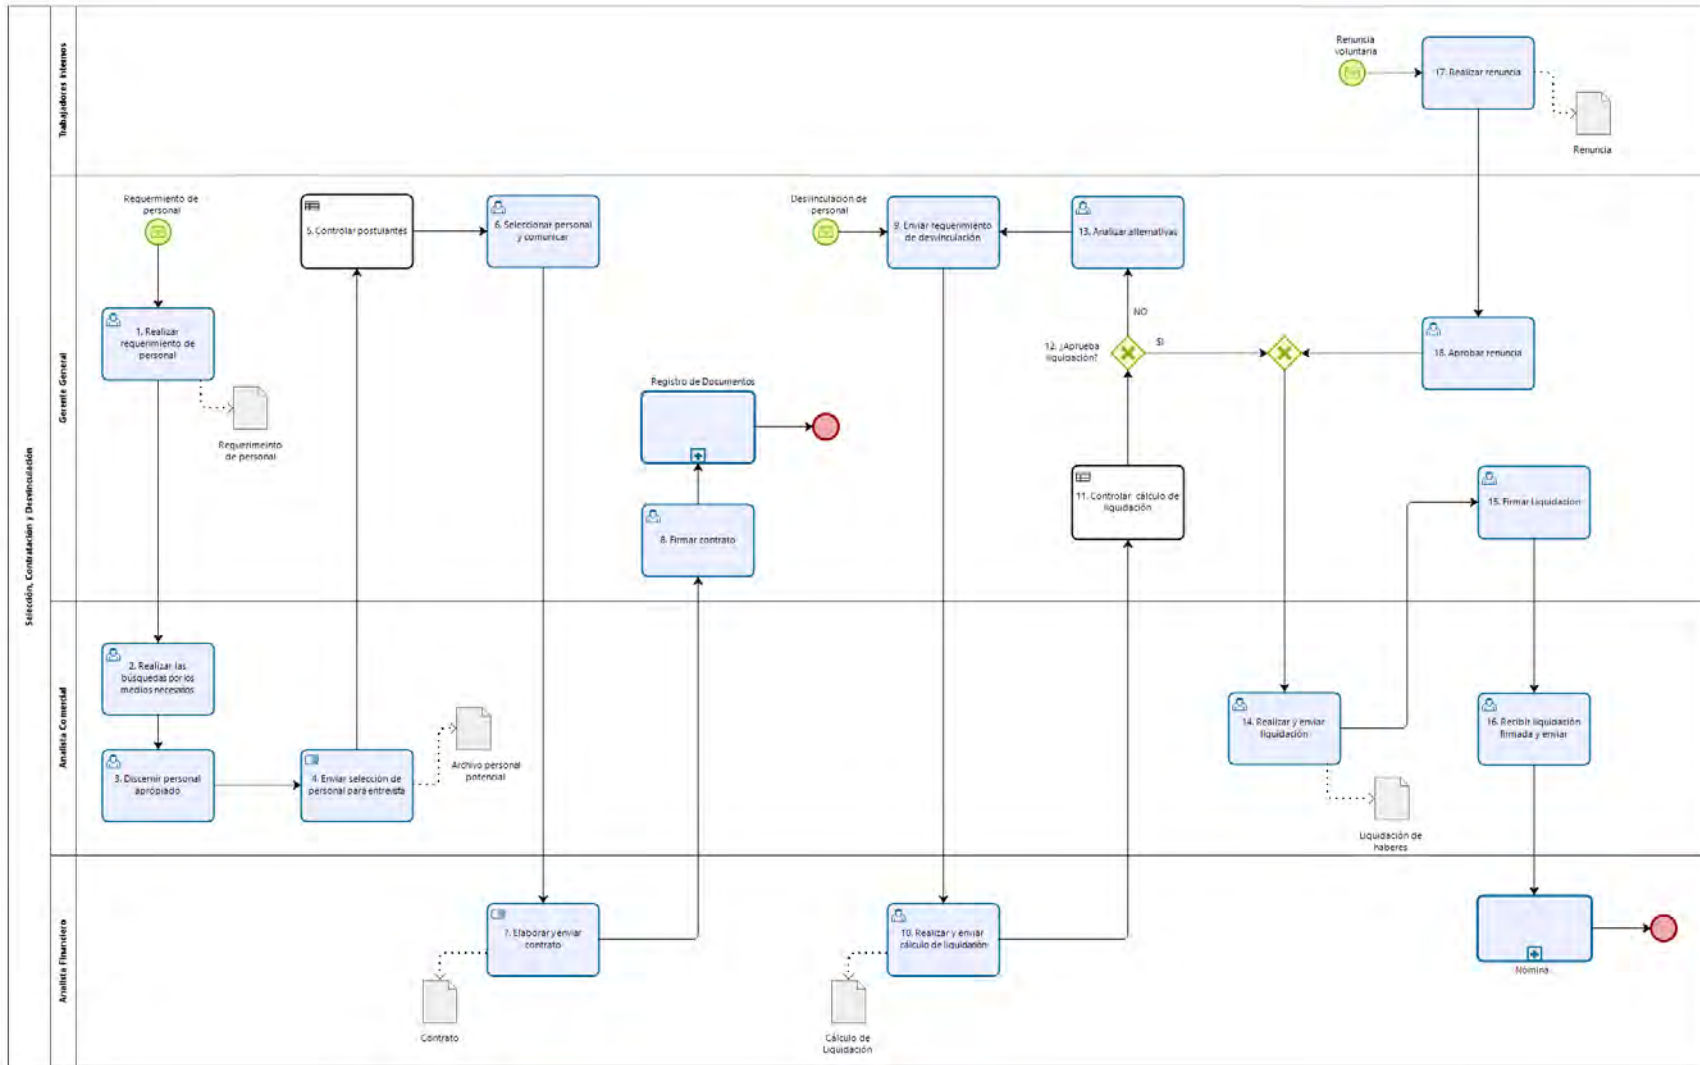 Selección, Contratación y Desvinculación
Trabajadores Internos
Renuncia
voluntaria
17. Realizar renuncia
Renuncia
Gerente General
Requermiento de
personal
1. Realizar
requerimiento de
personal
Requerimeinto
de personal
5. Controlar postulantes
6. Seleccionar personal
y comunicar
Registro de Documentos
8. Firmar contrato
Desvinculación de
personal
9. Enviar requerimiento
de desvinculación
13. Analizar alternativas
NO
12. ¿Aprueba
liquidación?
SI
11. Controlar cálculo de
liquidación
18. Aprobar renuncia
15. Firmar Liquidación
Analista Comercial
2. Realizar las
búsquedas por los
medios necesarios
3. Discernir personal
apropiado
4. Enviar selección de
personal para entrevista
Archivo personal
potencial
14. Realizar y enviar
liquidación
Liquidación de
haberes
16. Recibir liquidación
firmada y enviar
Analista Financiero
7. Elaborar y enviar
contrato
Contrato
10. Realizar y enviar
cálculo de liquidación
Cálculo de
Liquidación
Nómina